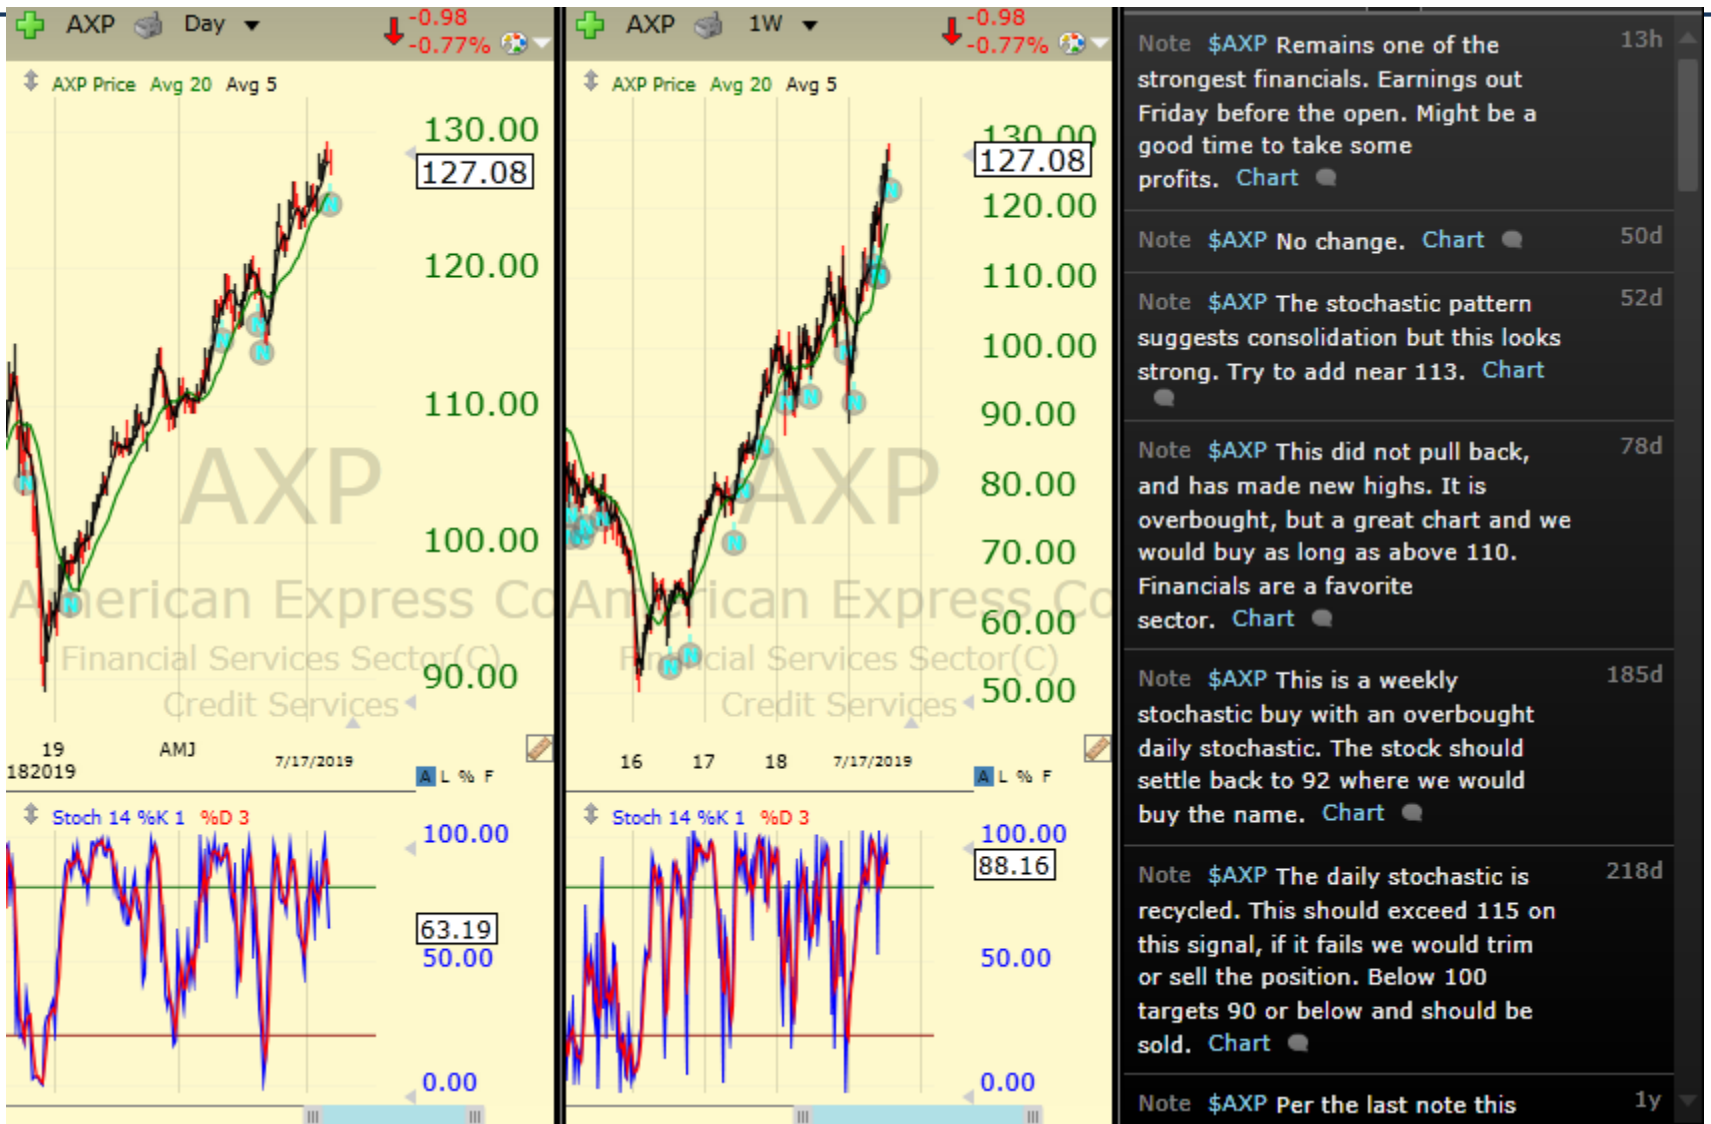 AXP Day -0.98
-0.77%
AXP Price Avg 20 Avg 5
130.00
127.08
120.00
110.00
100.00
90.00
AXP
American Express Co
Financial Services Sector(C)
Credit Services
19 AMJ 7/17/2019
182019
A L % F
Stoch 14 %K 1 %D 3
100.00
63.19
50.00
0.00
AXP 1W -0.98
-0.77%
AXP Price Avg 20 Avg 5
130.00
127.08
120.00
110.00
100.00
90.00
80.00
70.00
60.00
50.00
AXP
American Express Co
Financial Services Sector(C)
Credit Services
16 17 18 7/17/2019
A L % F
Stoch 14 %K 1 %D 3
100.00
88.16
50.00
0.00
Note $AXP Remains one of the 13h
strongest financials. Earnings out
Friday before the open. Might be a
good time to take some
profits. Chart
Note $AXP No change. Chart 50d
Note $AXP The stochastic pattern 52d
suggests consolidation but this looks
strong. Try to add near 113. Chart
Note $AXP This did not pull back, 78d
and has made new highs. It is
overbought, but a great chart and we
would buy as long as above 110.
Financials are a favorite
sector. Chart
Note $AXP This is a weekly 185d
stochastic buy with an overbought
daily stochastic. The stock should
settle back to 92 where we would
buy the name. Chart
Note $AXP The daily stochastic is 218d
recycled. This should exceed 115 on
this signal, if it fails we would trim
or sell the position. Below 100
targets 90 or below and should be
sold. Chart
Note $AXP Per the last note this 1y